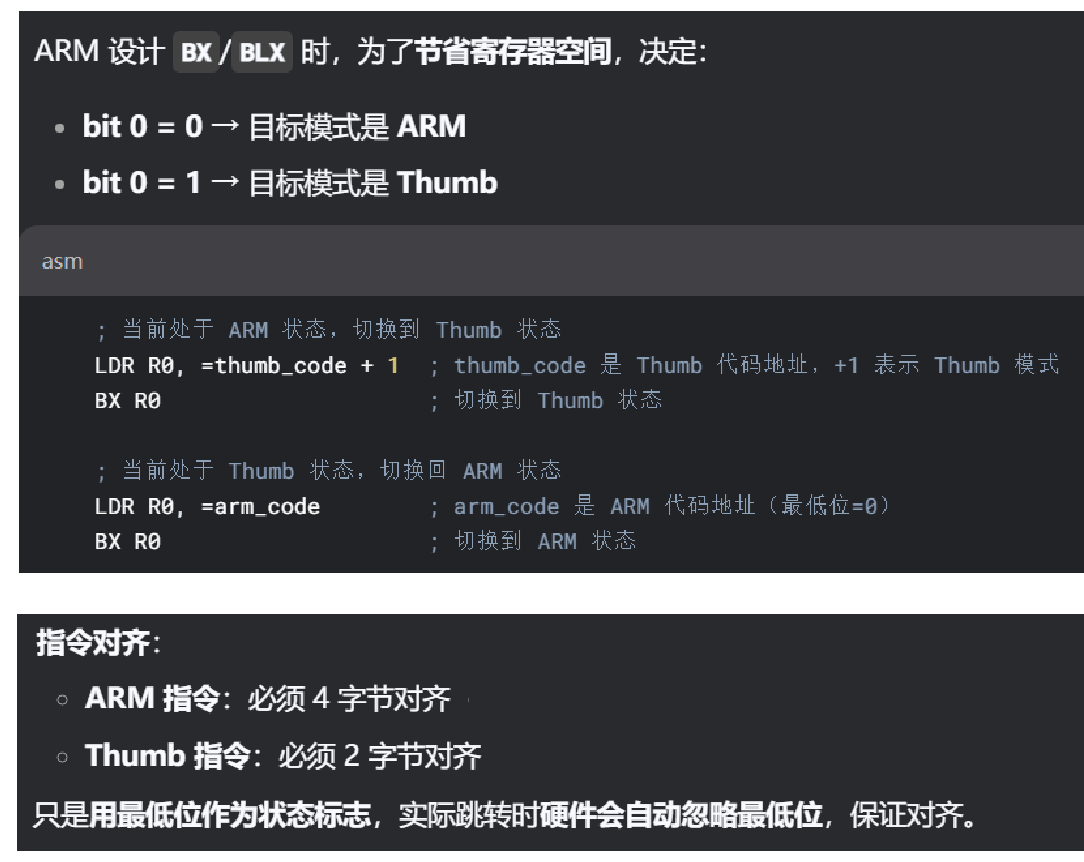 ARM 设计 BX/BLX 时，为了节省寄存器空间，决定：
• bit 0 = 0 → 目标模式是 ARM
• bit 0 = 1 → 目标模式是 Thumb
asm
; 当前处于 ARM 状态，切换到 Thumb 状态
LDR R0, =thumb_code + 1 ; thumb_code 是 Thumb 代码地址，+1 表示 Thumb 模式
BX R0 ; 切换到 Thumb 状态
; 当前处于 Thumb 状态，切换回 ARM 状态
LDR R0, =arm_code ; arm_code 是 ARM 代码地址（最低位=0）
BX R0 ; 切换到 ARM 状态
指令对齐：
○ ARM 指令：必须 4 字节对齐
○ Thumb 指令：必须 2 字节对齐
只是用最低位作为状态标志，实际跳转时硬件会自动忽略最低位，保证对齐。